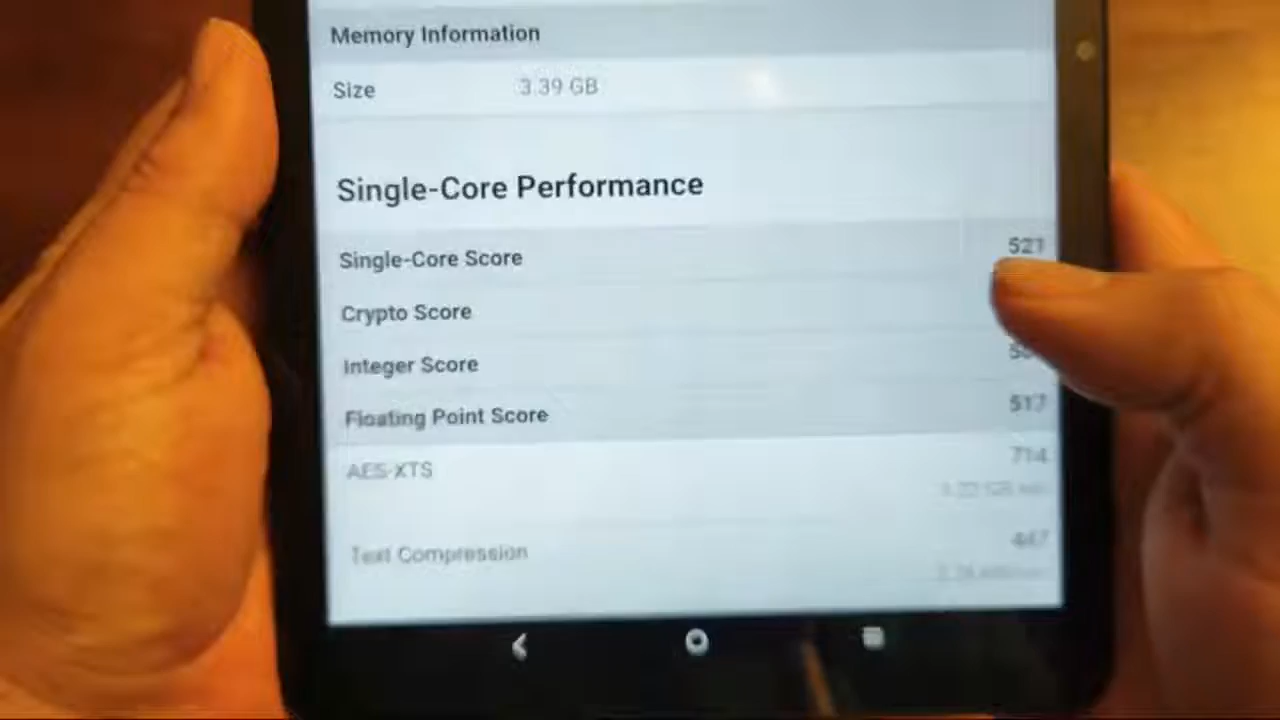 Memory Information
Size 3.39 GB
Single-Core Performance
Single-Core Score 521
Crypto Score
Integer Score
Floating Point Score 517
AES-XTS 714
Text Compression 447